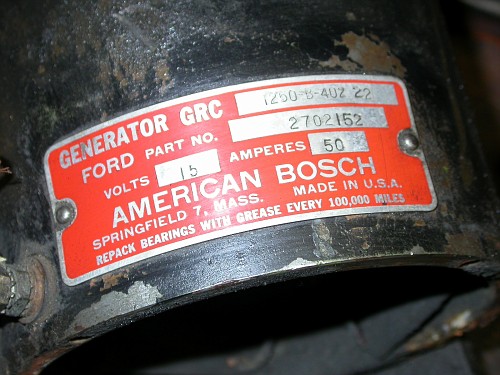 GENERATOR GRC 1250-B-40Z 22
FORD PART NO. 2702152
VOLTS 15 AMPERES 50
AMERICAN BOSCH
SPRINGFIELD 7, MASS. MADE IN U.S.A.
REPACK BEARINGS WITH GREASE EVERY 100,000 MILES